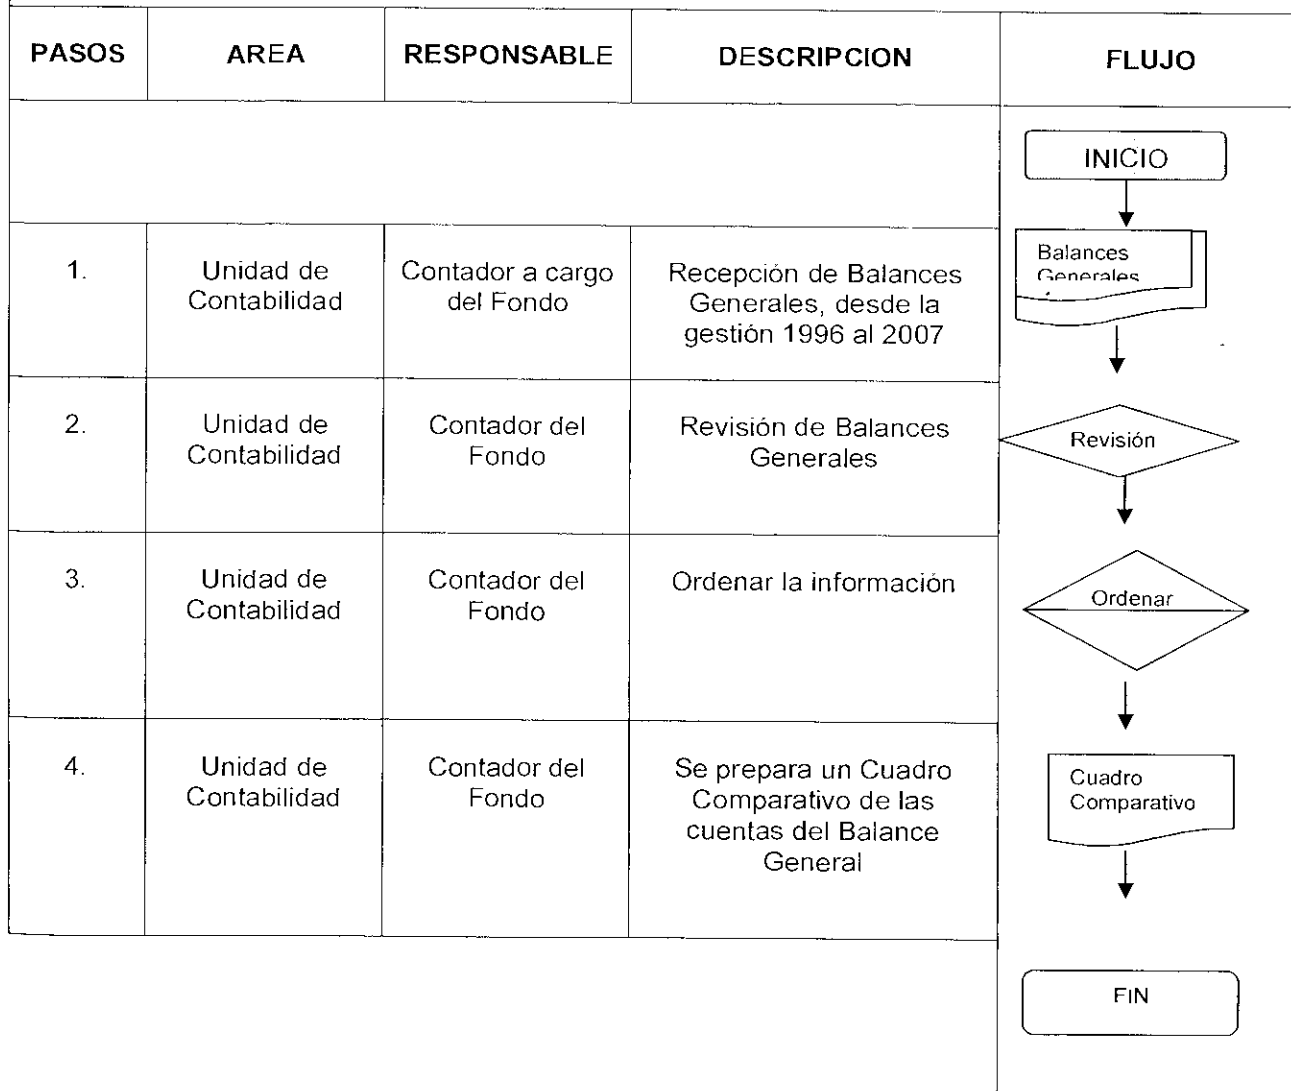 PASOS AREA RESPONSABLE DESCRIPCION FLUJO
INICIO
1. Unidad de Contabilidad Contador a cargo del Fondo Recepción de Balances Generales, desde la gestión 1996 al 2007 Balances Generales
2. Unidad de Contabilidad Contador del Fondo Revisión de Balances Generales Revisión
3. Unidad de Contabilidad Contador del Fondo Ordenar la información Ordenar
4. Unidad de Contabilidad Contador del Fondo Se prepara un Cuadro Comparativo de las cuentas del Balance General Cuadro Comparativo
FIN